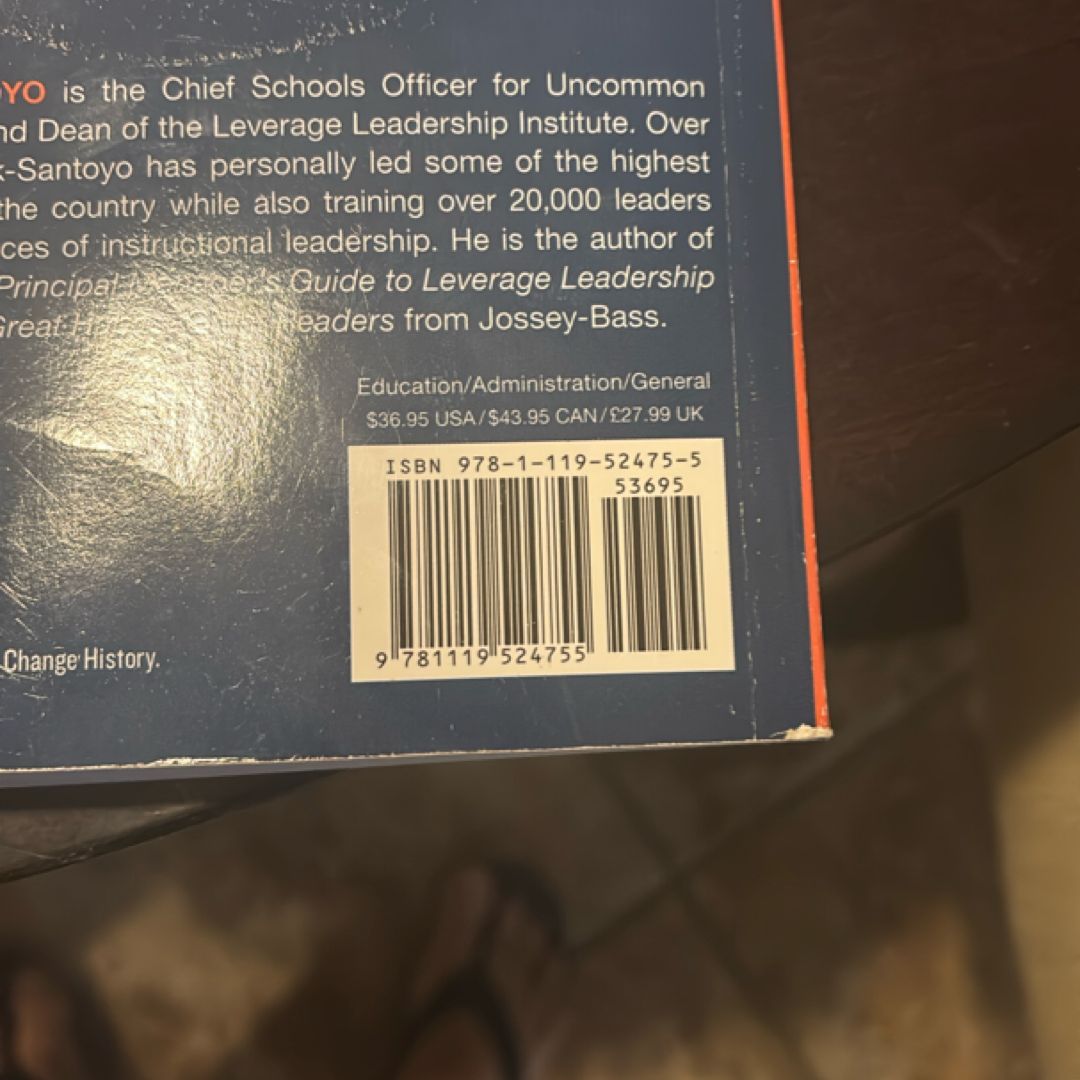 YO is the Chief Schools Officer for Uncommon
nd Dean of the Leverage Leadership Institute. Over
k-Santoyo has personally led some of the highest
the country while also training over 20,000 leaders
ces of instructional leadership. He is the author of
Principal Manager's Guide to Leverage Leadership
Great Leaders from Jossey-Bass.
Education/Administration/General
$36.95 USA/$43.95 CAN/£27.99 UK
ISBN 978-1-119-52475-5
53695
9 781119 524755
Change History.